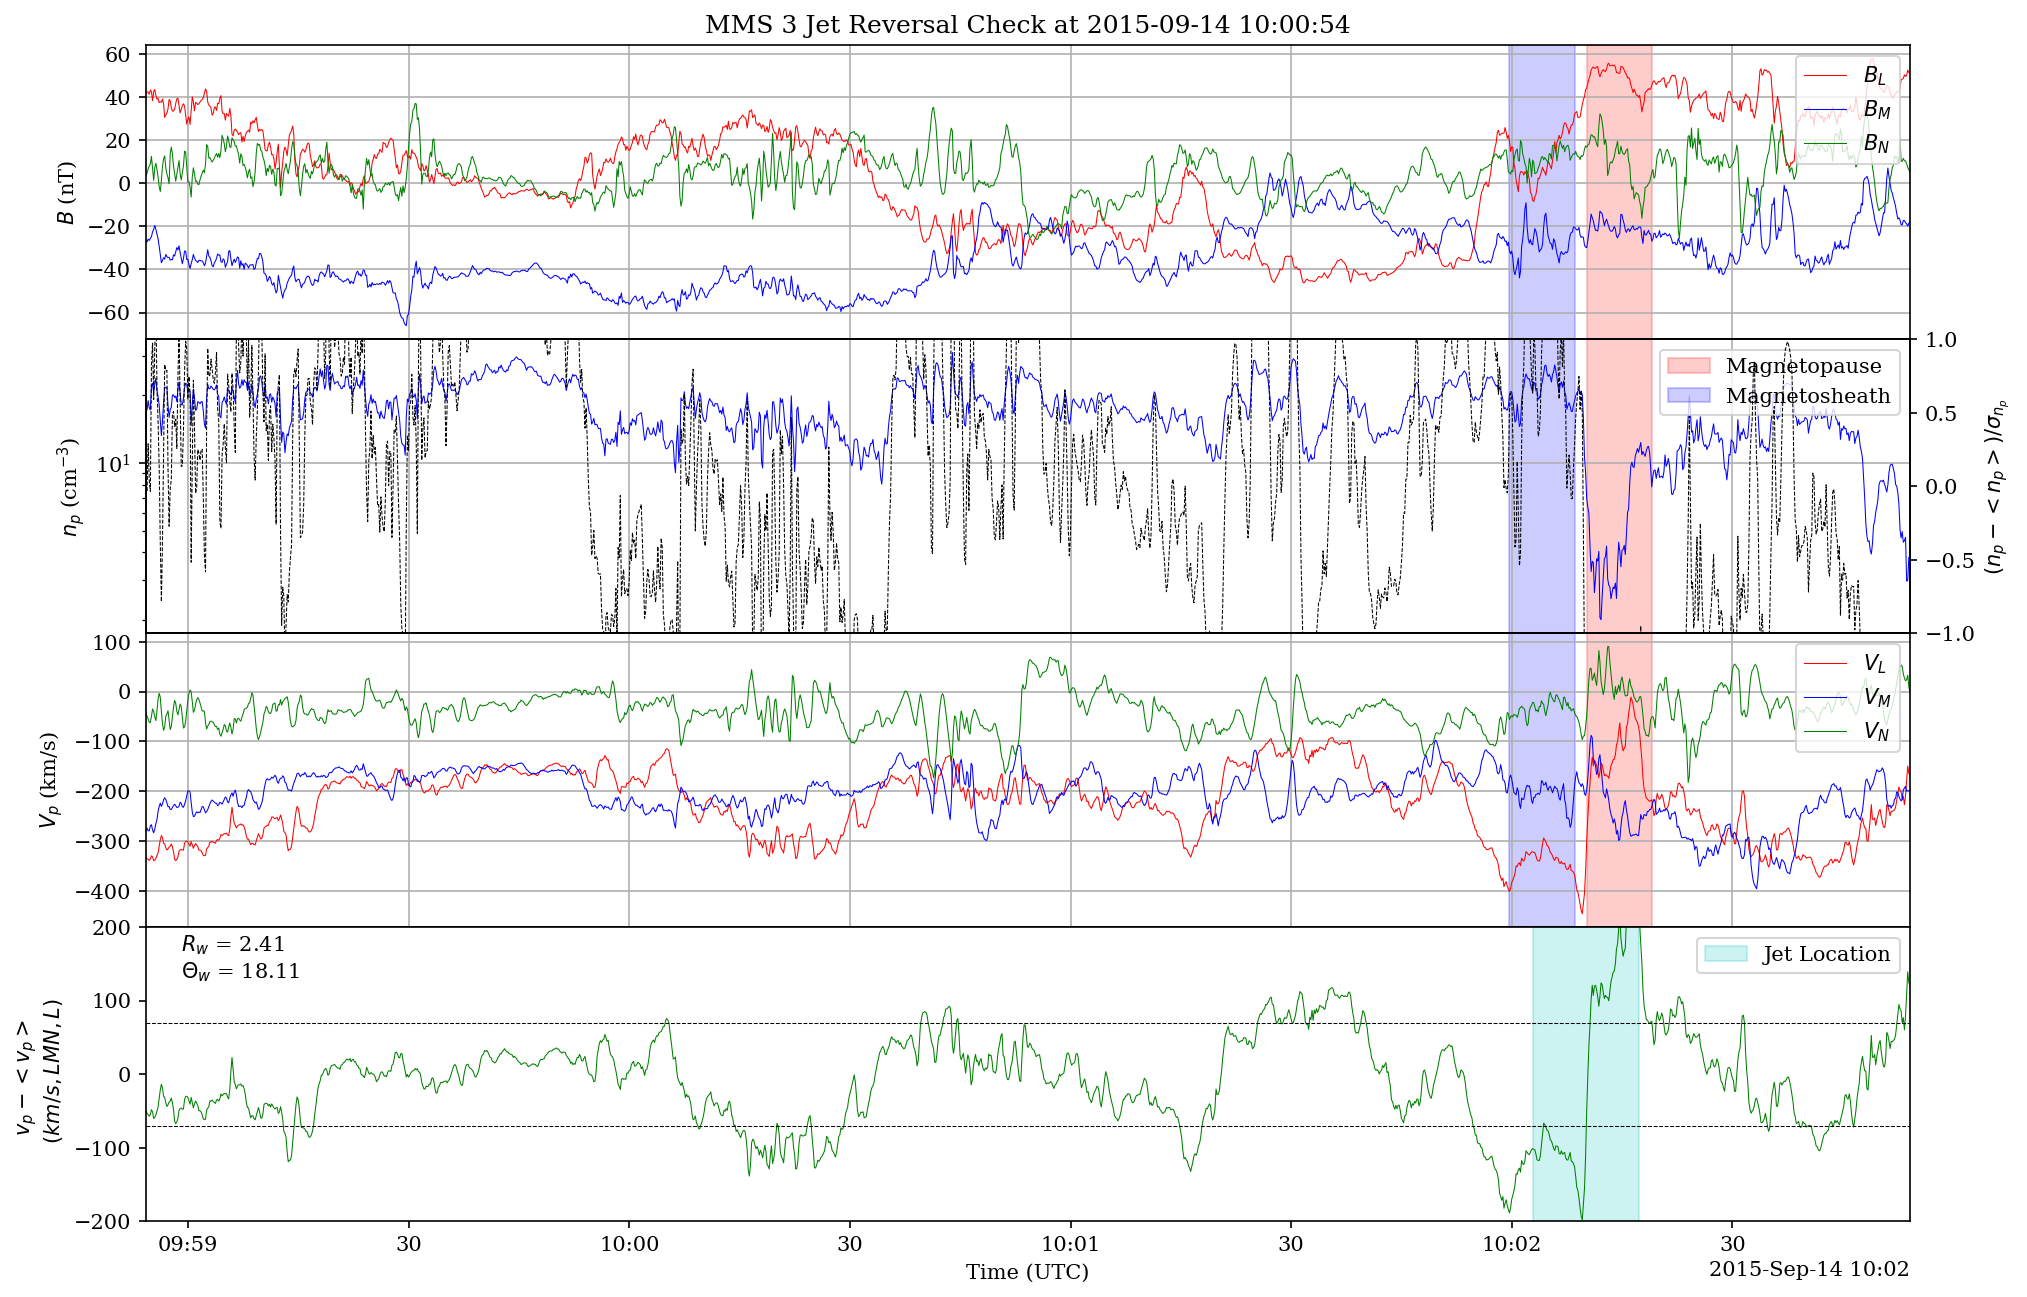 MMS 3 Jet Reversal Check at 2015-09-14 10:00:54
60
40
20
0
−20
−40
−60
B (nT)
B_L
B_M
B_N
10^1
n_p (cm^−3)
Magnetopause
Magnetosheath
1.0
0.5
0.0
−0.5
−1.0
(n_p − < n_p >)/σ_{n_p}
100
0
−100
−200
−300
−400
V_p (km/s)
V_L
V_M
V_N
200
100
0
−100
−200
v_p − < v_p >
(km/s, LMN, L)
R_w = 2.41
Θ_w = 18.11
Jet Location
09:59 30 10:00 30 10:01 30 10:02 30
Time (UTC)
2015-Sep-14 10:02